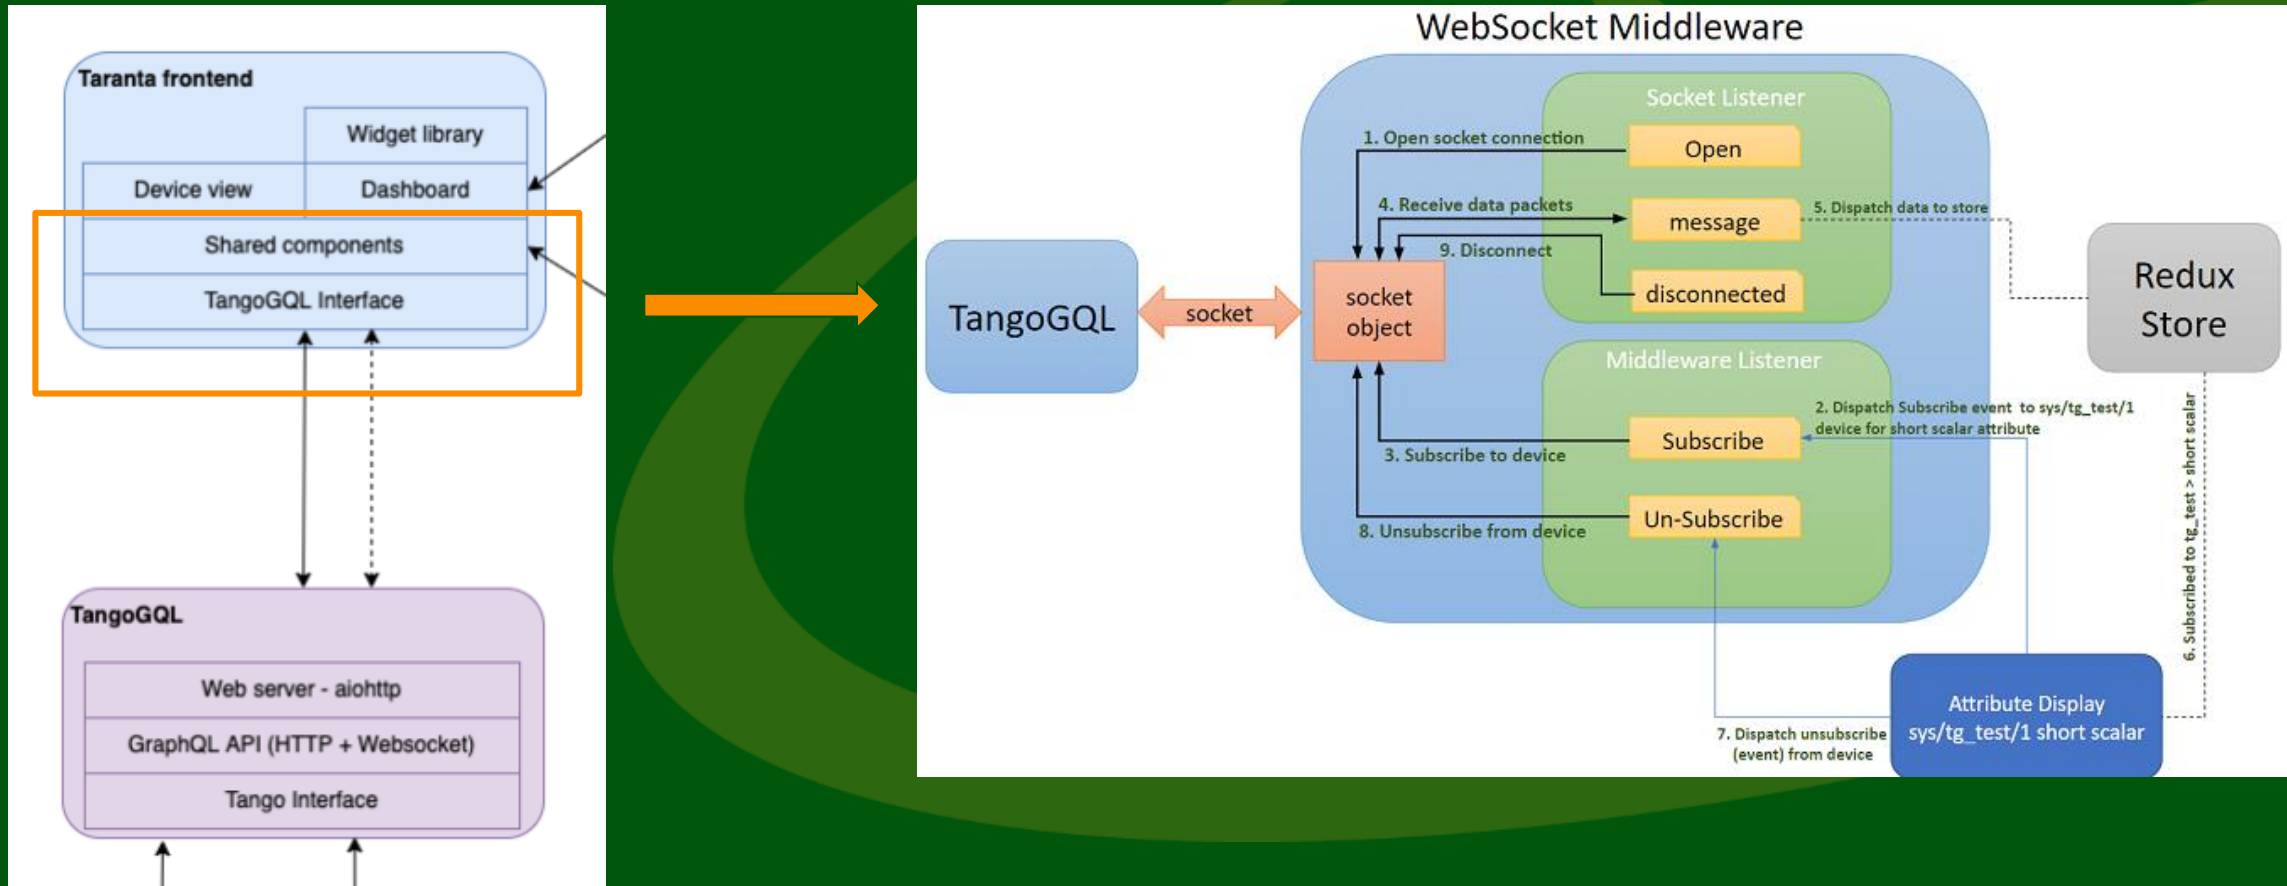 Taranta frontend
Widget library
Device view
Dashboard
Shared components
TangoGQL Interface
TangoGQL
Web server - aiohttp
GraphQL API (HTTP + Websocket)
Tango Interface
WebSocket Middleware
Socket Listener
1. Open socket connection
Open
4. Receive data packets
message
5. Dispatch data to store
9. Disconnect
disconnected
TangoGQL
socket
socket
object
Redux
Store
Middleware Listener
2. Dispatch Subscribe event to sys/tg_test/1
device for short scalar attribute
Subscribe
3. Subscribe to device
Un-Subscribe
8. Unsubscribe from device
6. Subscribed to tg_test > short scalar
7. Dispatch unsubscribe
(event) from device
Attribute Display
sys/tg_test/1 short scalar